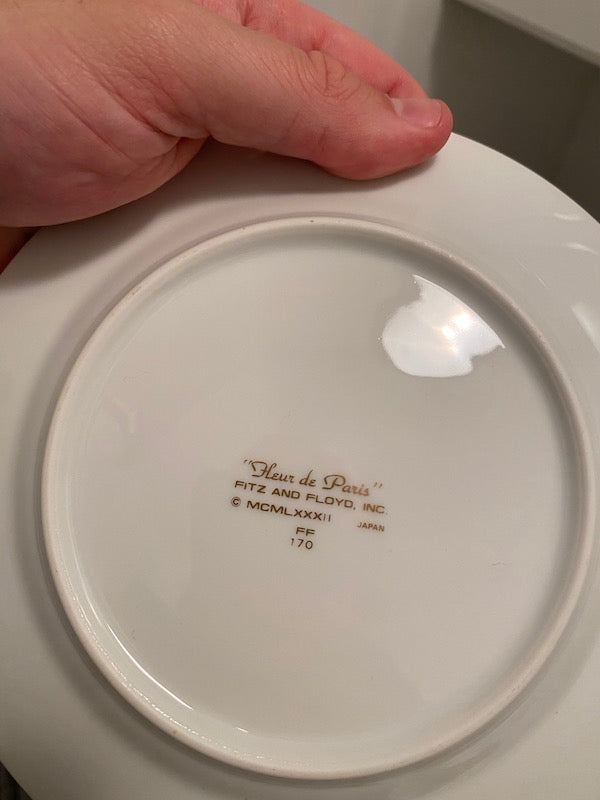 "Fleur de Paris"
FITZ AND FLOYD, INC.
© MCMLXXXII
JAPAN
FF
170